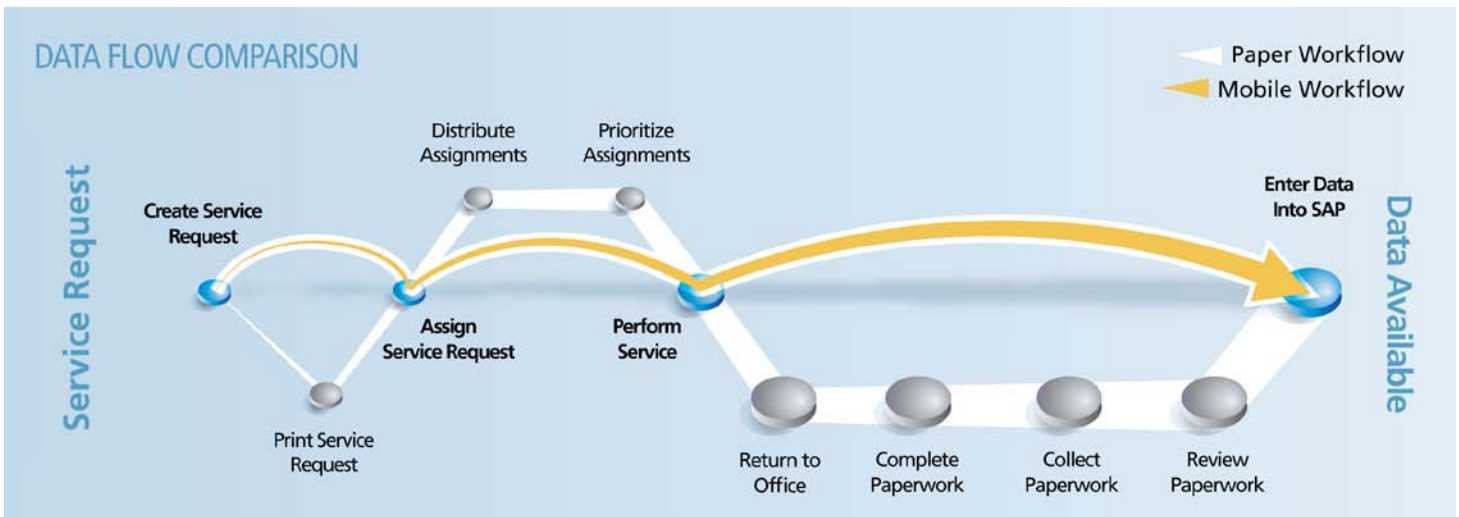 DATA FLOW COMPARISON
Paper Workflow
Mobile Workflow
Service Request
Create Service
Request
Print Service
Request
Assign
Service Request
Distribute
Assignments
Prioritize
Assignments
Perform
Service
Return to
Office
Complete
Paperwork
Collect
Paperwork
Review
Paperwork
Enter Data
Into SAP
Data Available